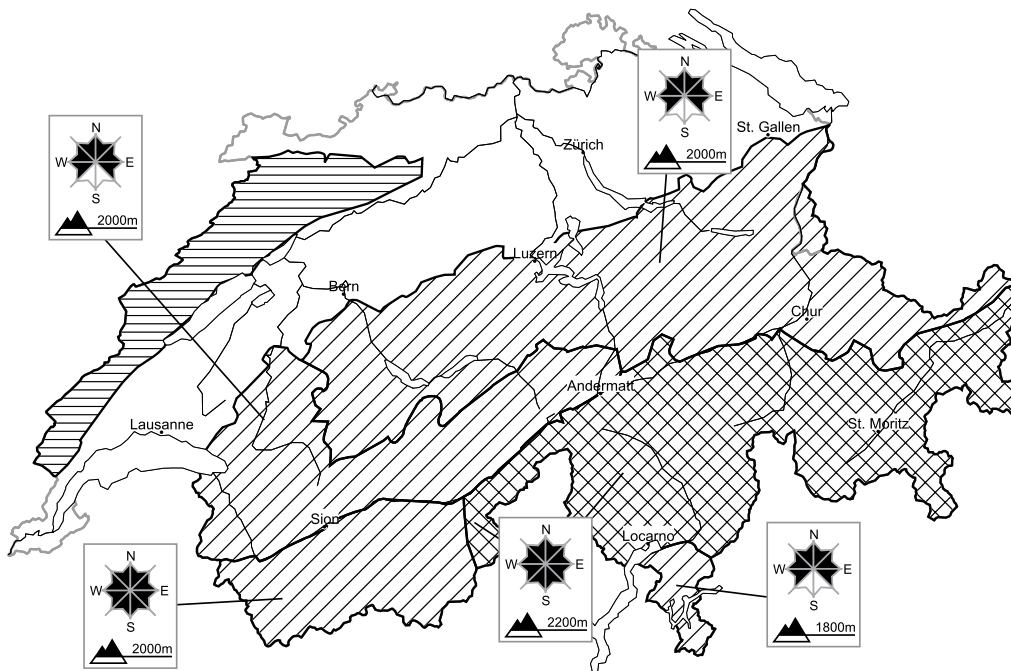 N
W E
S
2000m
N
W E
S
2000m
St. Gallen
Zürich
Luzern
Bern
Chur
Andermatt
Lausanne
St. Moritz
Sion
Locarno
N
W E
S
2000m
N
W E
S
2200m
N
W E
S
1800m